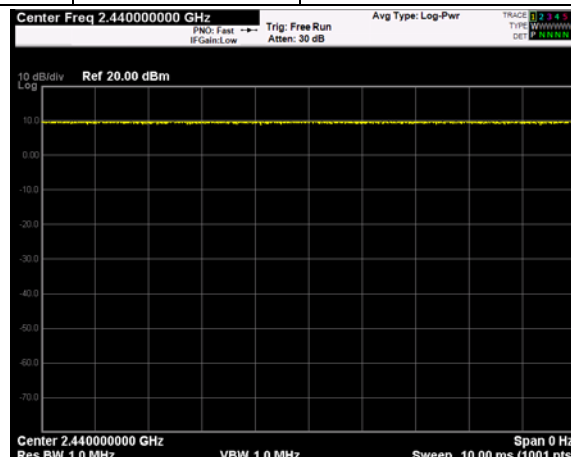 Center Freq 2.440000000 GHz
PNO: Fast
IFGain:Low
Trig: Free Run
Atten: 30 dB
Avg Type: Log-Pwr
TRACE 1 2 3 4 5
TYPE WWWWWW
DET P N N N N
10 dB/div Ref 20.00 dBm
Log
10.0
0.00
-10.0
-20.0
-30.0
-40.0
-50.0
-60.0
-70.0
Center 2.440000000 GHz Span 0 Hz
Res BW 1.0 MHz VBW 1.0 MHz Sweep 10.00 ms (1001 pts